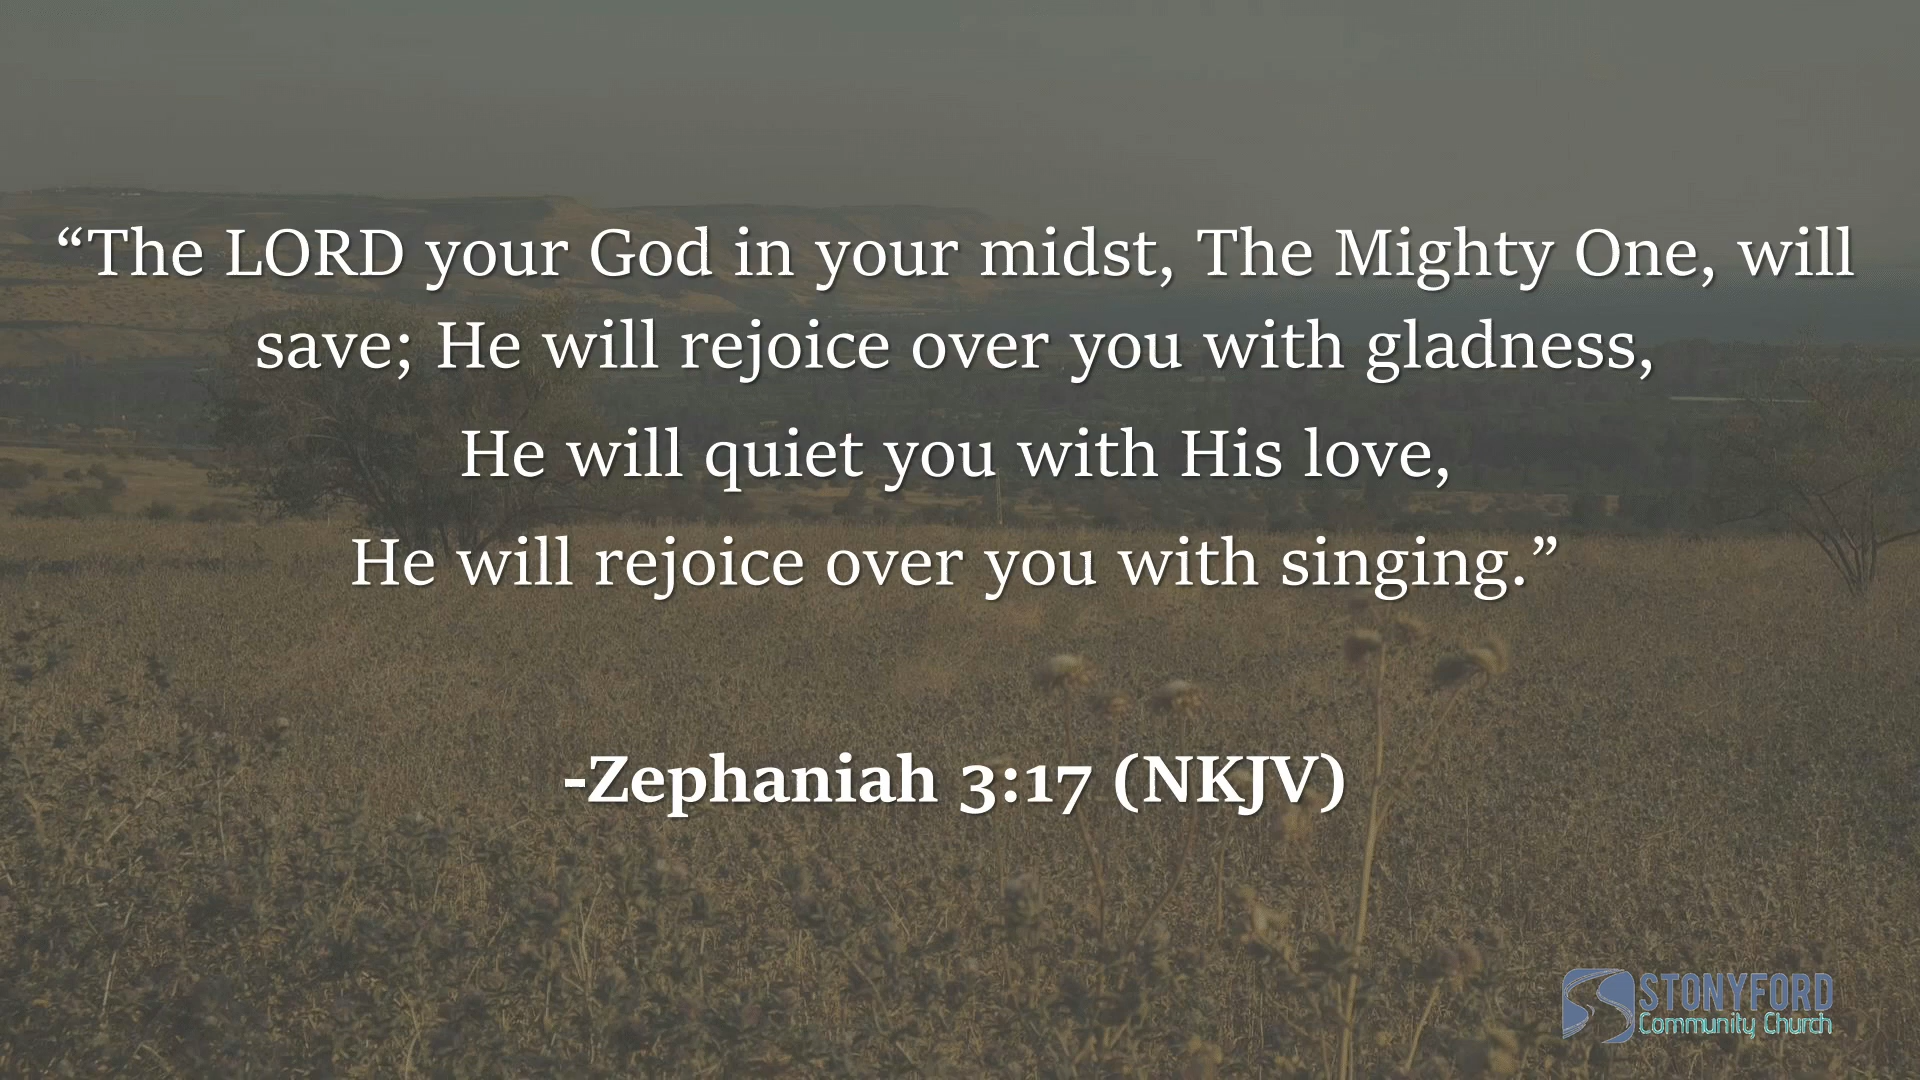 “The LORD your God in your midst, The Mighty One, will
save; He will rejoice over you with gladness,
He will quiet you with His love,
He will rejoice over you with singing.”
-Zephaniah 3:17 (NKJV)
STONYFORD
Community Church